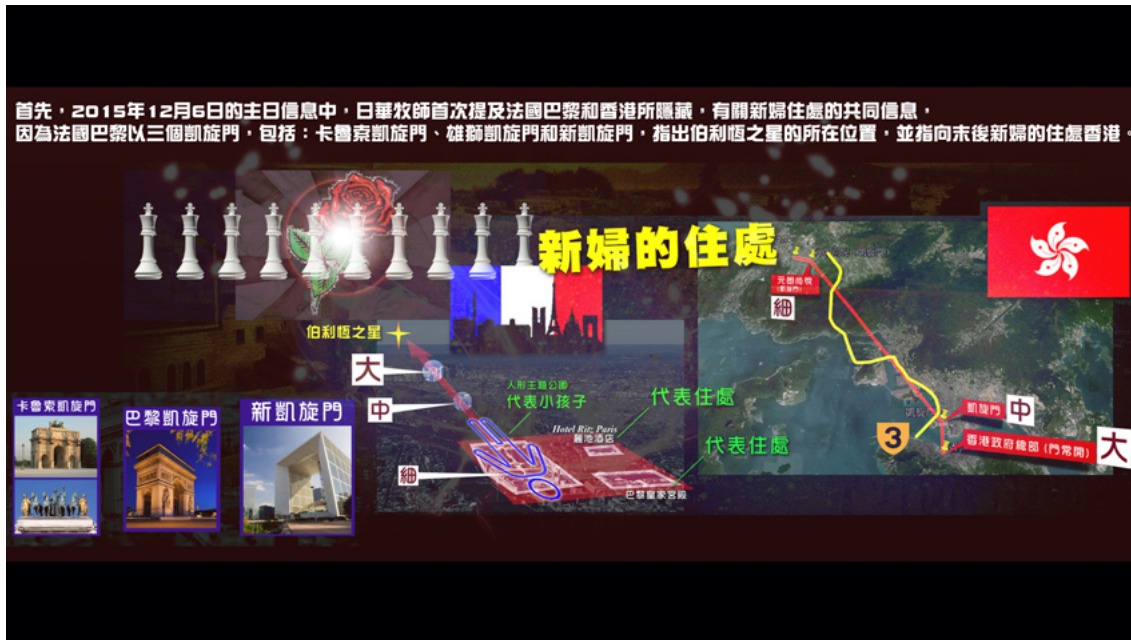 首先，2015年12月6日的主日信息中，日華牧師首次提及法國巴黎和香港所隱藏，有關新婦住處的共同信息，
因為法國巴黎以三個凱旋門，包括：卡魯索凱旋門、雄獅凱旋門和新凱旋門，指出伯利恆之星的所在位置，並指向末後新婦的住處香港。
新婦的住處
伯利恆之星
大
中
細
人形主題公園
代表小孩子
Hotel Ritz Paris
麗池酒店
代表住處
代表住處
巴黎皇家宮殿
卡魯索凱旋門
巴黎凱旋門
新凱旋門
(凱旋門)
細
凱旋門
中
3
香港政府總部 (門常開)
大